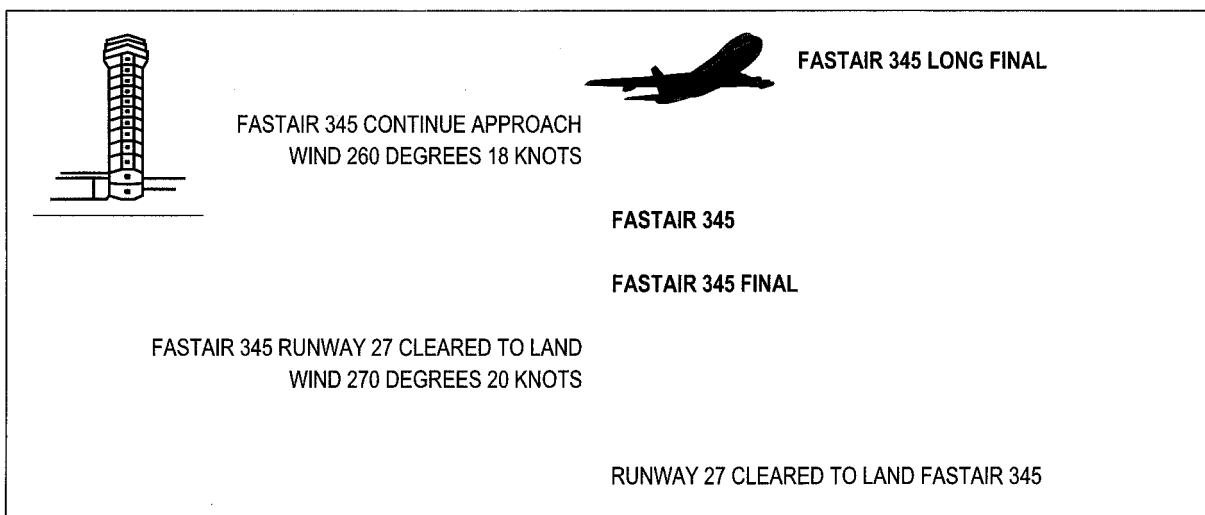 FASTAIR 345 LONG FINAL
FASTAIR 345 CONTINUE APPROACH
WIND 260 DEGREES 18 KNOTS
FASTAIR 345
FASTAIR 345 FINAL
FASTAIR 345 RUNWAY 27 CLEARED TO LAND
WIND 270 DEGREES 20 KNOTS
RUNWAY 27 CLEARED TO LAND FASTAIR 345